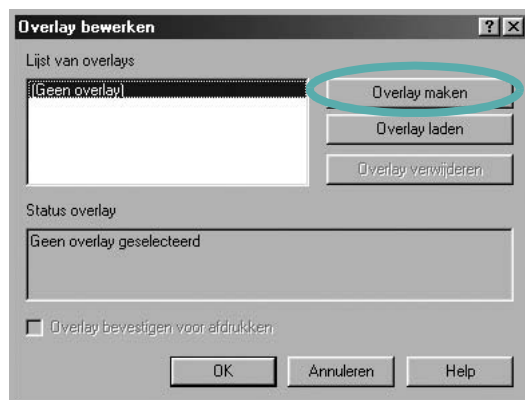 Overlay bewerken
Lijst van overlays
(Geen overlay)
Overlay maken
Overlay laden
Overlay verwijderen
Status overlay
Geen overlay geselecteerd
Overlay bevestigen voor afdrukken
OK Annuleren Help